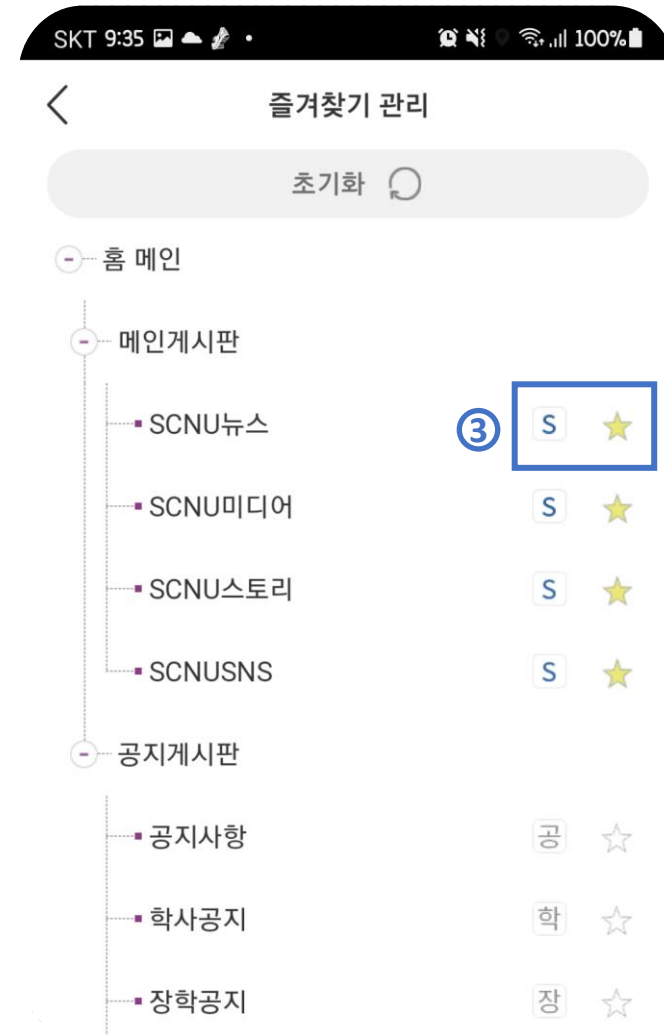 SKT 9:35 100%
즐겨찾기 관리
초기화
홈 메인
메인게시판
SCNU뉴스 ③ S
SCNU미디어 S
SCNU스토리 S
SCNUSNS S
공지게시판
공지사항 공
학사공지 학
장학공지 장